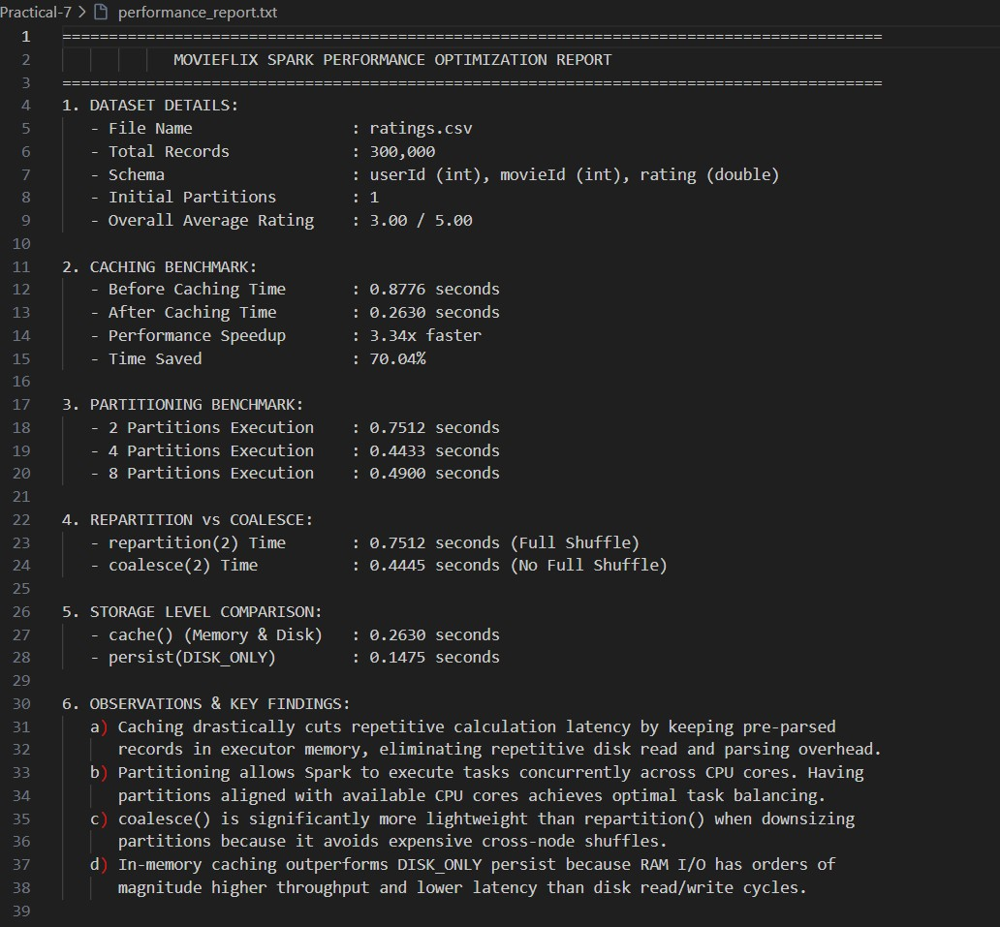 Practical-7 > performance_report.txt
1 ========================================================================================
2 MOVIEFLIX SPARK PERFORMANCE OPTIMIZATION REPORT
3 ========================================================================================
4 1. DATASET DETAILS:
5 - File Name : ratings.csv
6 - Total Records : 300,000
7 - Schema : userId (int), movieId (int), rating (double)
8 - Initial Partitions : 1
9 - Overall Average Rating : 3.00 / 5.00
10
11 2. CACHING BENCHMARK:
12 - Before Caching Time : 0.8776 seconds
13 - After Caching Time : 0.2630 seconds
14 - Performance Speedup : 3.34x faster
15 - Time Saved : 70.04%
16
17 3. PARTITIONING BENCHMARK:
18 - 2 Partitions Execution : 0.7512 seconds
19 - 4 Partitions Execution : 0.4433 seconds
20 - 8 Partitions Execution : 0.4900 seconds
21
22 4. REPARTITION vs COALESCE:
23 - repartition(2) Time : 0.7512 seconds (Full Shuffle)
24 - coalesce(2) Time : 0.4445 seconds (No Full Shuffle)
25
26 5. STORAGE LEVEL COMPARISON:
27 - cache() (Memory & Disk) : 0.2630 seconds
28 - persist(DISK_ONLY) : 0.1475 seconds
29
30 6. OBSERVATIONS & KEY FINDINGS:
31 a) Caching drastically cuts repetitive calculation latency by keeping pre-parsed
32 records in executor memory, eliminating repetitive disk read and parsing overhead.
33 b) Partitioning allows Spark to execute tasks concurrently across CPU cores. Having
34 partitions aligned with available CPU cores achieves optimal task balancing.
35 c) coalesce() is significantly more lightweight than repartition() when downsizing
36 partitions because it avoids expensive cross-node shuffles.
37 d) In-memory caching outperforms DISK_ONLY persist because RAM I/O has orders of
38 magnitude higher throughput and lower latency than disk read/write cycles.
39